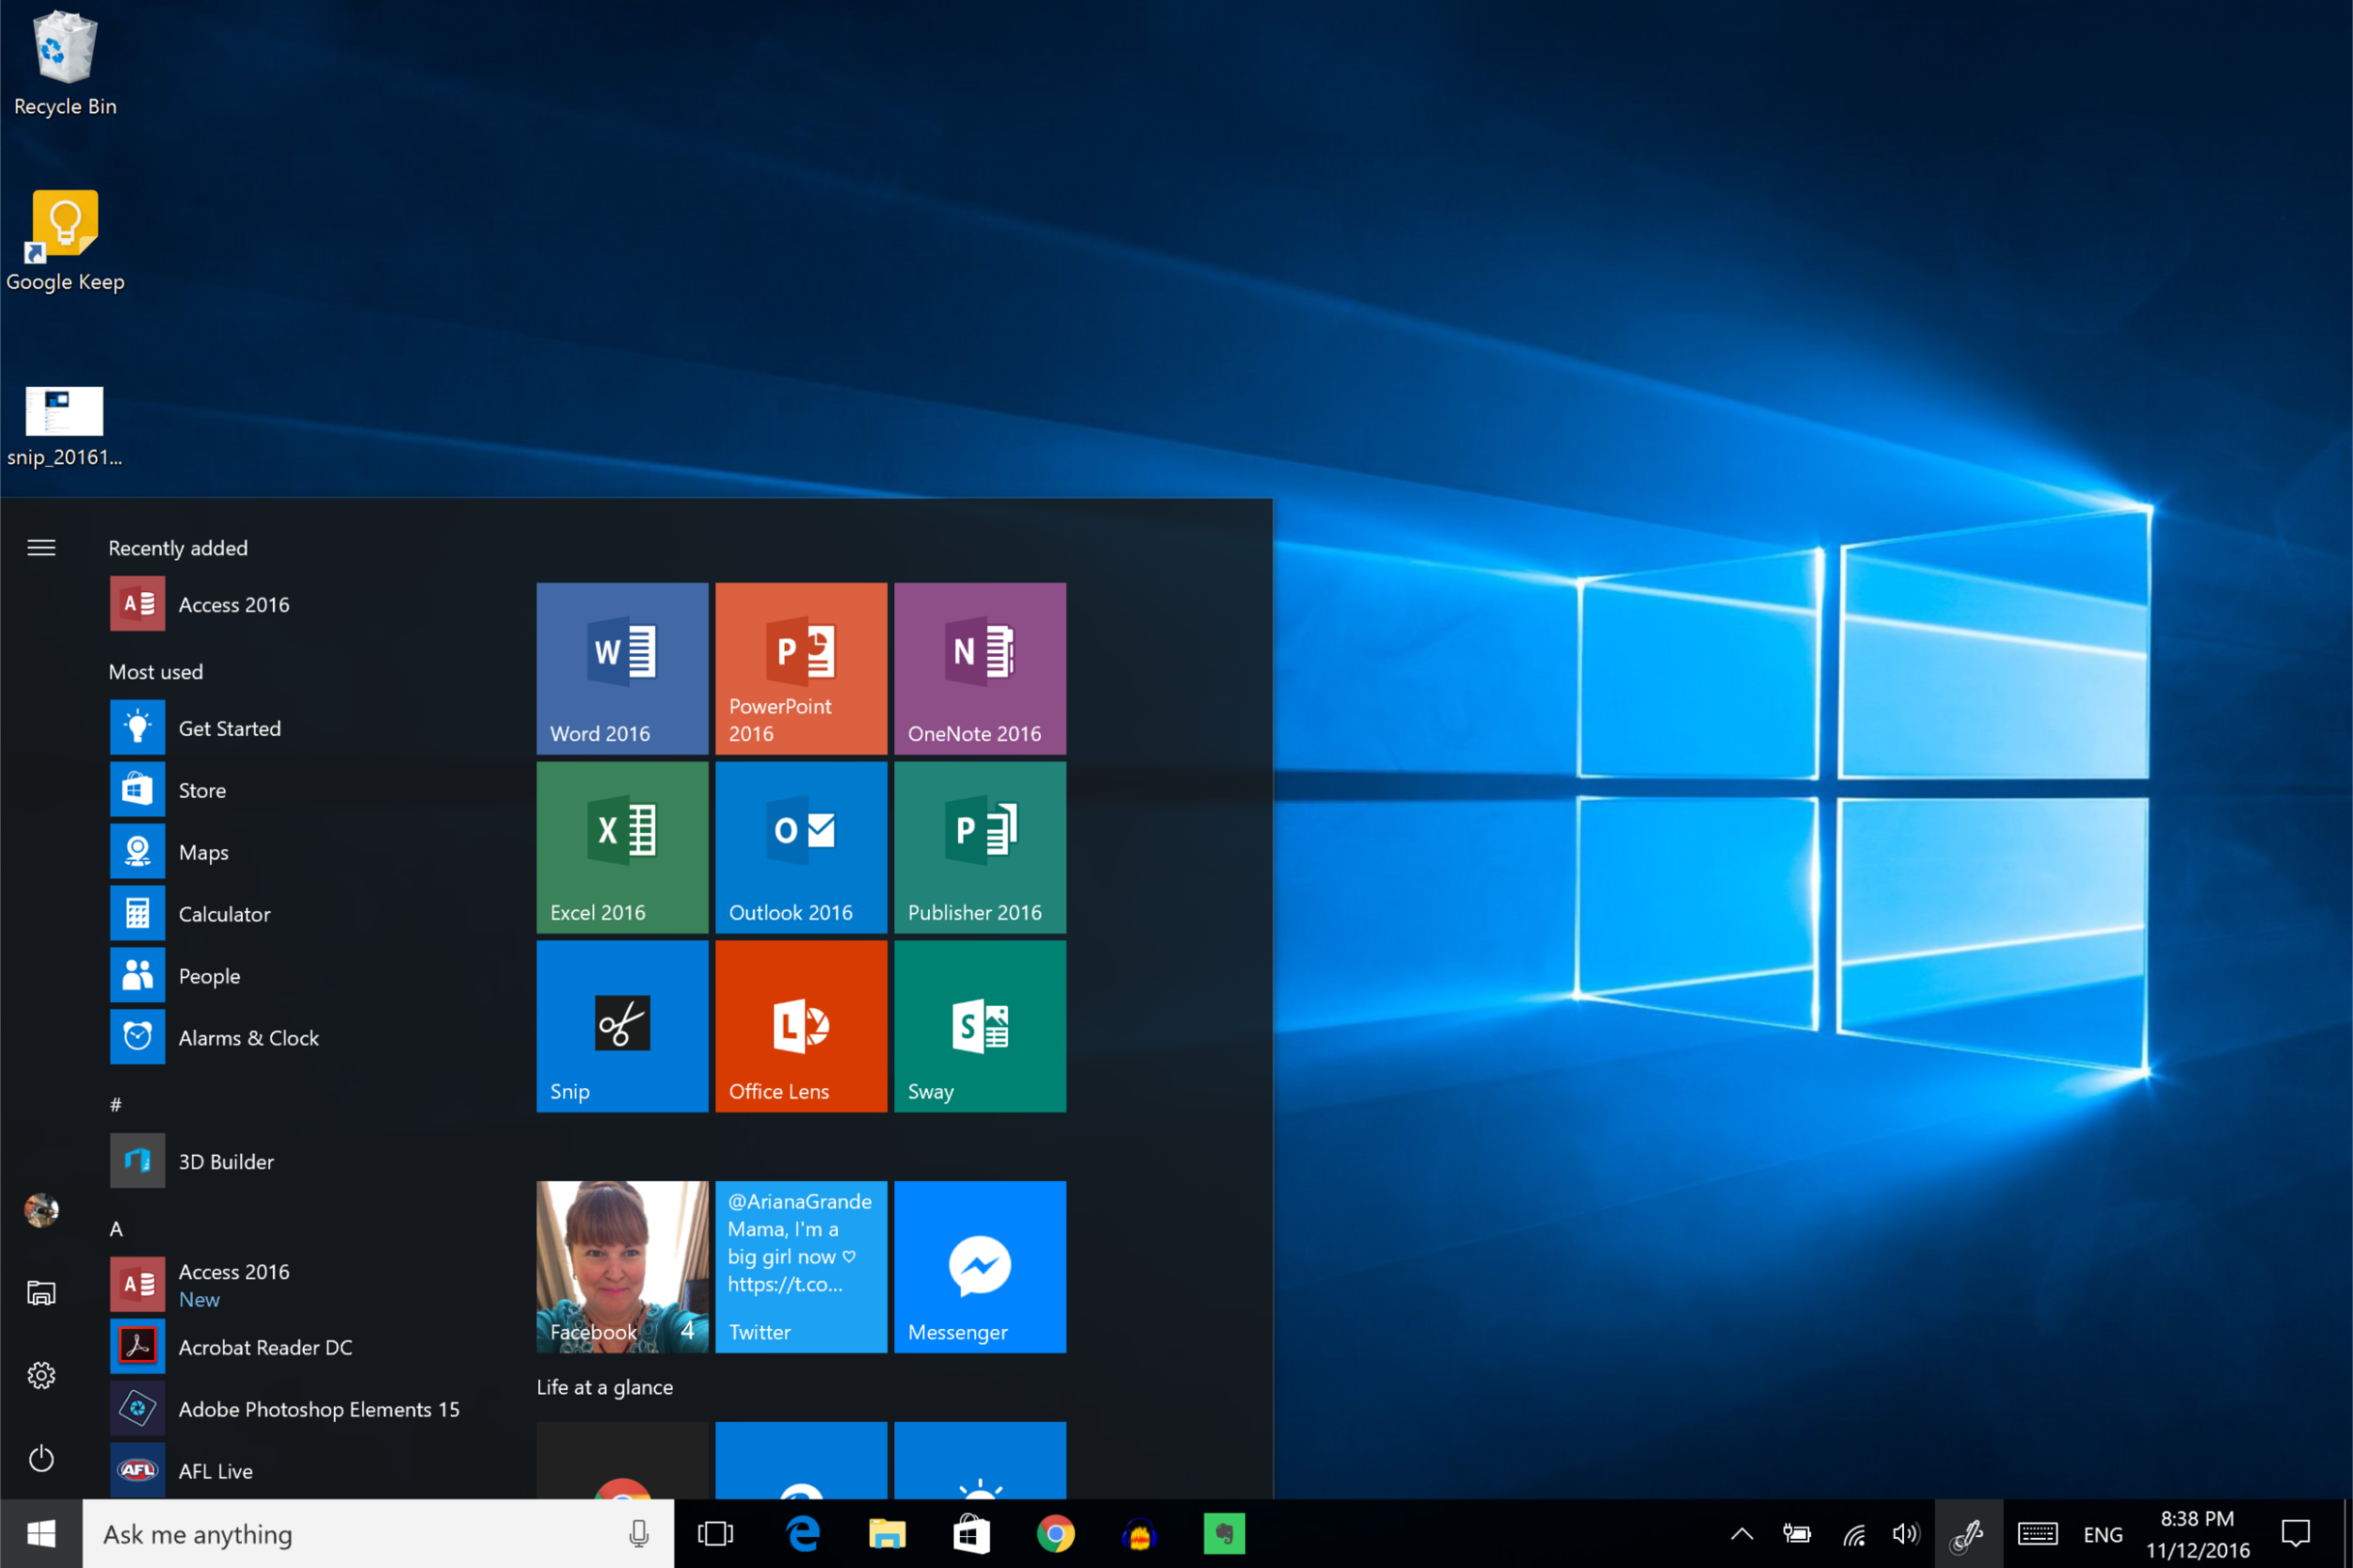 Recycle Bin
Google Keep
snip_20161...
Recently added
Access 2016
Most used
Get Started
Store
Maps
Calculator
People
Alarms & Clock
#
3D Builder
A
Access 2016
New
Acrobat Reader DC
Adobe Photoshop Elements 15
AFL Live
Word 2016
PowerPoint
2016
OneNote 2016
Excel 2016
Outlook 2016
Publisher 2016
Snip
Office Lens
Sway
Facebook 4
@ArianaGrande
Mama, I'm a
big girl now ♡
https://t.co...
Twitter
Messenger
Life at a glance
Ask me anything
ENG
8:38 PM
11/12/2016